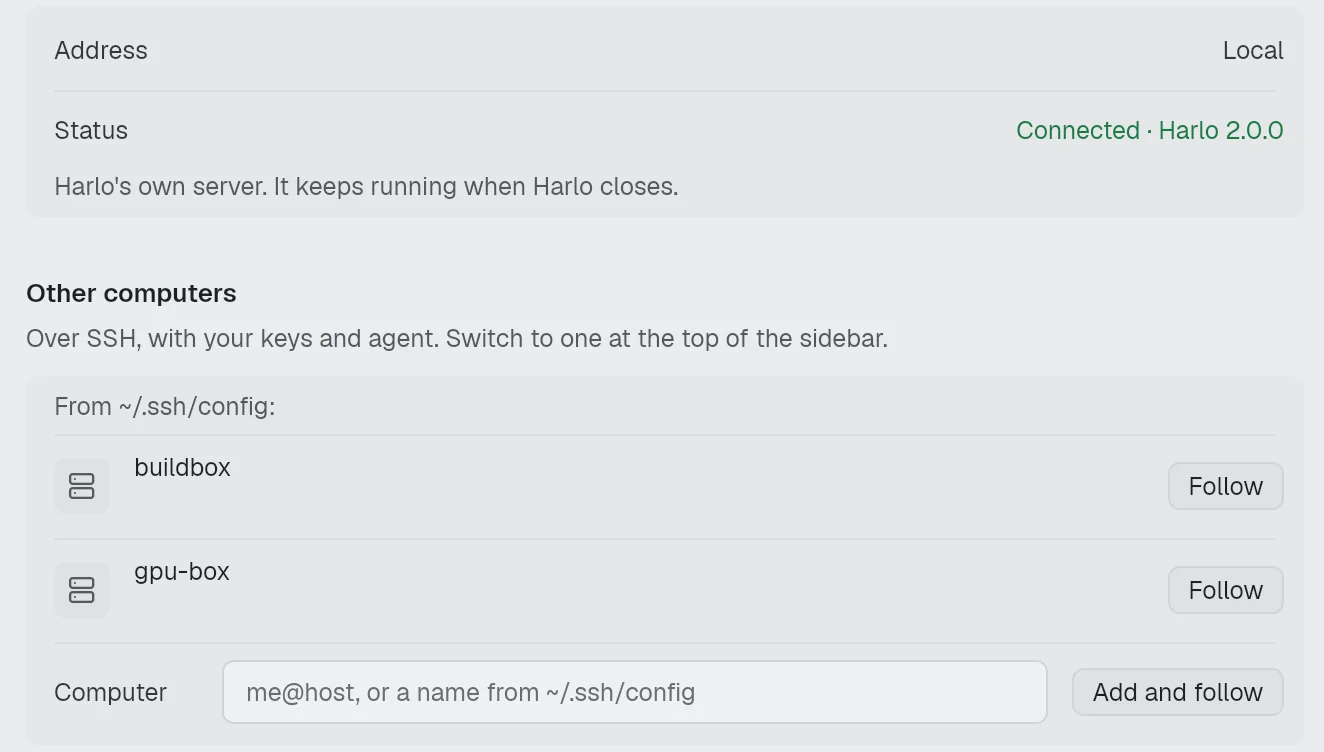 Address
Local
Status
Connected · Harlo 2.0.0
Harlo's own server. It keeps running when Harlo closes.
Other computers
Over SSH, with your keys and agent. Switch to one at the top of the sidebar.
From ~/.ssh/config:
buildbox
Follow
gpu-box
Follow
Computer
me@host, or a name from ~/.ssh/config
Add and follow